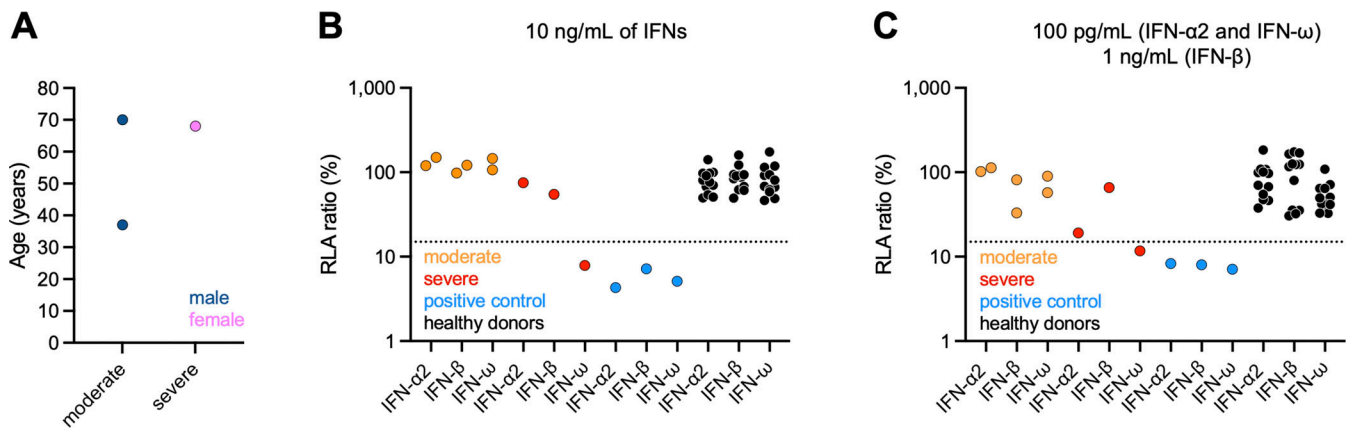 A
Age (years)
80
70
60
50
40
30
20
10
0
male
female
moderate
severe
B
10 ng/mL of IFNs
RLA ratio (%)
1,000
100
10
1
moderate
severe
positive control
healthy donors
IFN-α2
IFN-β
IFN-ω
IFN-α2
IFN-β
IFN-ω
IFN-α2
IFN-β
IFN-ω
IFN-α2
IFN-β
IFN-ω
C
100 pg/mL (IFN-α2 and IFN-ω)
1 ng/mL (IFN-β)
RLA ratio (%)
1,000
100
10
1
moderate
severe
positive control
healthy donors
IFN-α2
IFN-β
IFN-ω
IFN-α2
IFN-β
IFN-ω
IFN-α2
IFN-β
IFN-ω
IFN-α2
IFN-β
IFN-ω